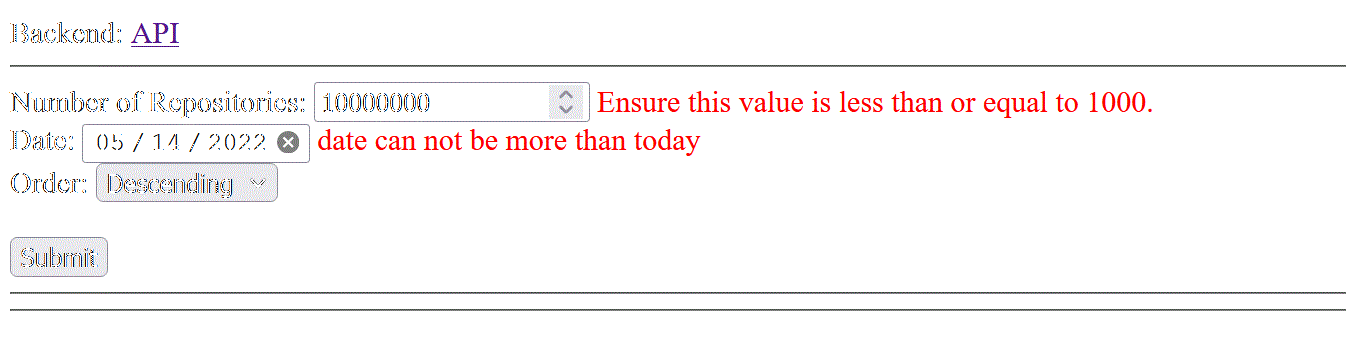 Backend: API
Number of Repositories: 10000000 Ensure this value is less than or equal to 1000.
Date: 05 / 14 / 2022 date can not be more than today
Order: Descending
Submit